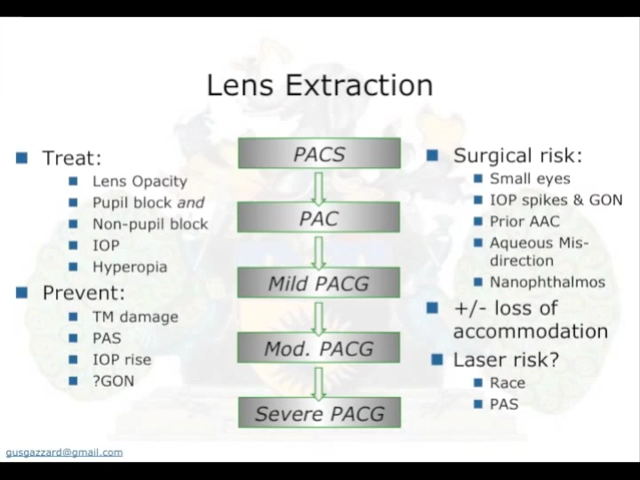 Lens Extraction
Treat:
Lens Opacity
Pupil block and
Non-pupil block
IOP
Hyperopia
Prevent:
TM damage
PAS
IOP rise
?GON
PACS
PAC
Mild PACG
Mod. PACG
Severe PACG
Surgical risk:
Small eyes
IOP spikes & GON
Prior AAC
Aqueous Mis-
direction
Nanophthalmos
+/- loss of
accommodation
Laser risk?
Race
PAS
gusgazzard@gmail.com